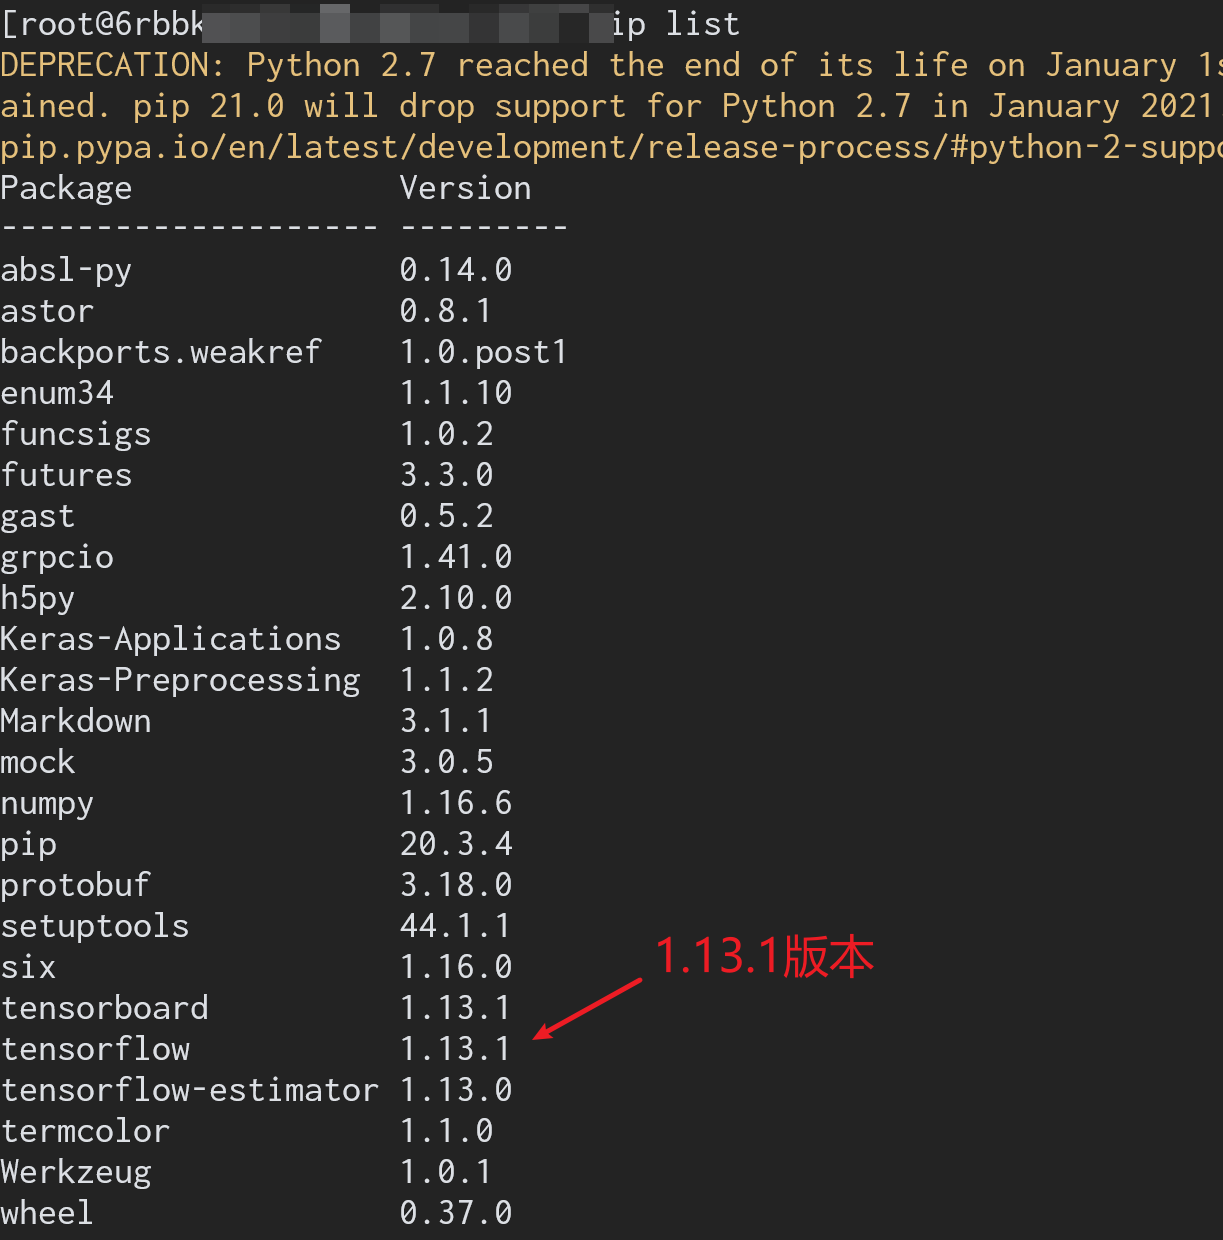 [root@6rbbk ip list
DEPRECATION: Python 2.7 reached the end of its life on January 1s
ained. pip 21.0 will drop support for Python 2.7 in January 2021
pip.pypa.io/en/latest/development/release-process/#python-2-suppo
Package Version
-------------------- ---------
absl-py 0.14.0
astor 0.8.1
backports.weakref 1.0.post1
enum34 1.1.10
funcsigs 1.0.2
futures 3.3.0
gast 0.5.2
grpcio 1.41.0
h5py 2.10.0
Keras-Applications 1.0.8
Keras-Preprocessing 1.1.2
Markdown 3.1.1
mock 3.0.5
numpy 1.16.6
pip 20.3.4
protobuf 3.18.0
setuptools 44.1.1
1.13.1版本
six 1.16.0
tensorboard 1.13.1
tensorflow 1.13.1
tensorflow-estimator 1.13.0
termcolor 1.1.0
Werkzeug 1.0.1
wheel 0.37.0